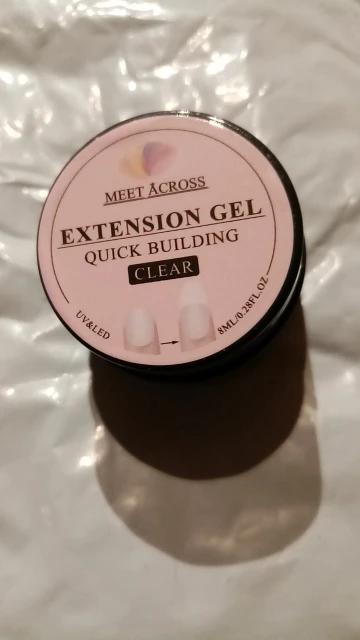 MEET ACROSS
EXTENSION GEL
QUICK BUILDING
CLEAR
UV&LED
8ML/0.28FL.OZ